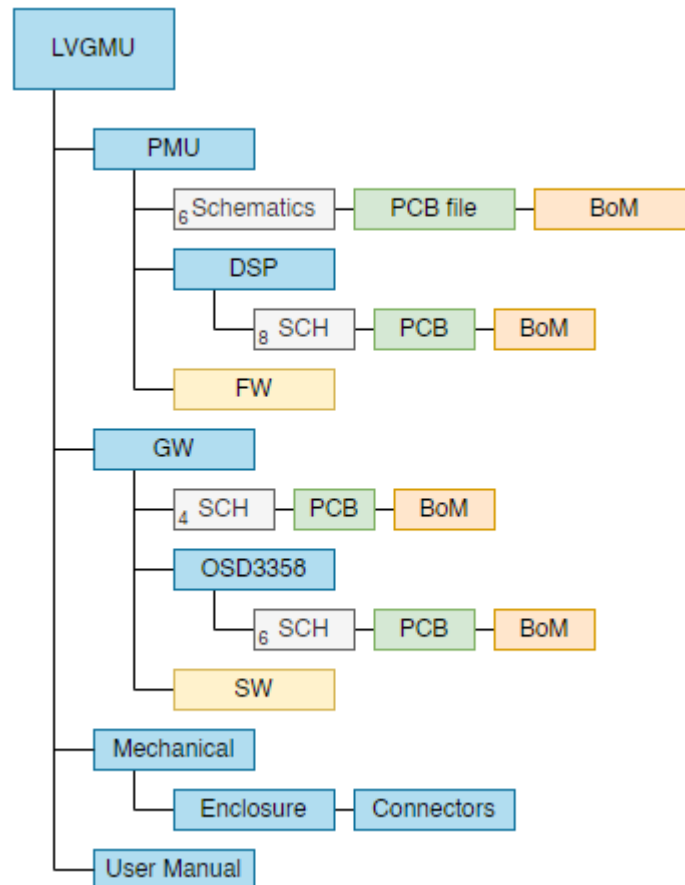 LVGMU
PMU
6 Schematics PCB file BoM
DSP
8 SCH PCB BoM
FW
GW
4 SCH PCB BoM
OSD3358
6 SCH PCB BoM
SW
Mechanical
Enclosure Connectors
User Manual